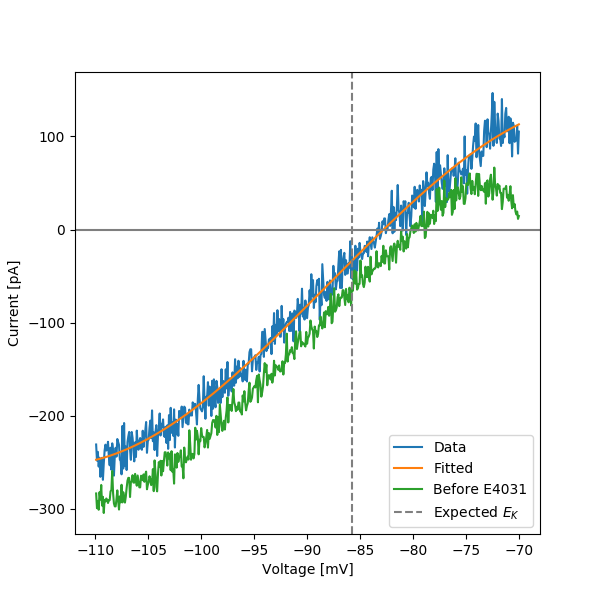 100
0
−100
−200
−300
Current [pA]
−110 −105 −100 −95 −90 −85 −80 −75 −70
Voltage [mV]
Data
Fitted
Before E4031
Expected E_K